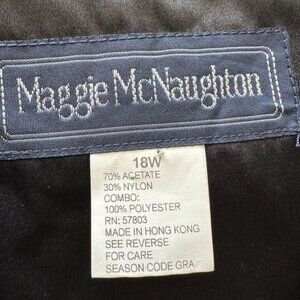 Maggie McNaughton
18W
70% ACETATE
30% NYLON
COMBO:
100% POLYESTER
RN: 57803
MADE IN HONG KONG
SEE REVERSE
FOR CARE
SEASON CODE GRA